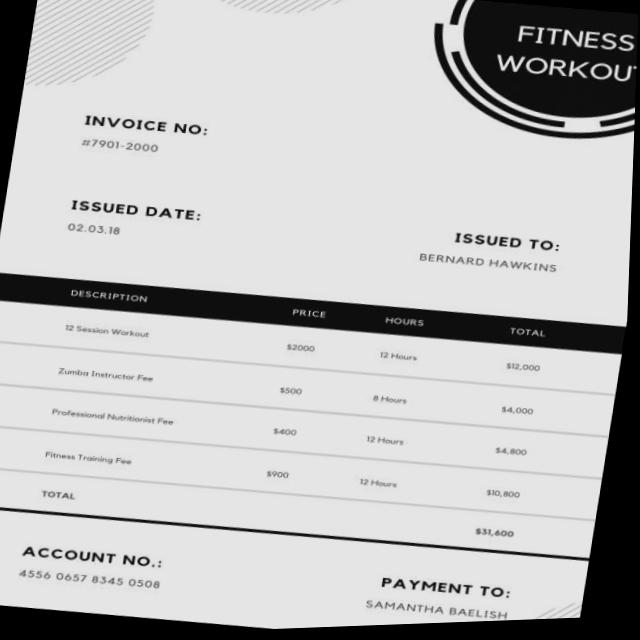 FITNESS
WORKOUT
INVOICE NO:
#7901-2000
ISSUED DATE:
02.03.18
ISSUED TO:
BERNARD HAWKINS
DESCRIPTION PRICE HOURS TOTAL
12 Session Workout $2000 12 Hours $12,000
Zumba Instructor Fee $500 8 Hours $4,000
Professional Nutritionist Fee $400 12 Hours $4,800
Fitness Training Fee $900 12 Hours $10,800
TOTAL $31,600
ACCOUNT NO.:
4556 0657 8345 0508
PAYMENT TO:
SAMANTHA BAELISH